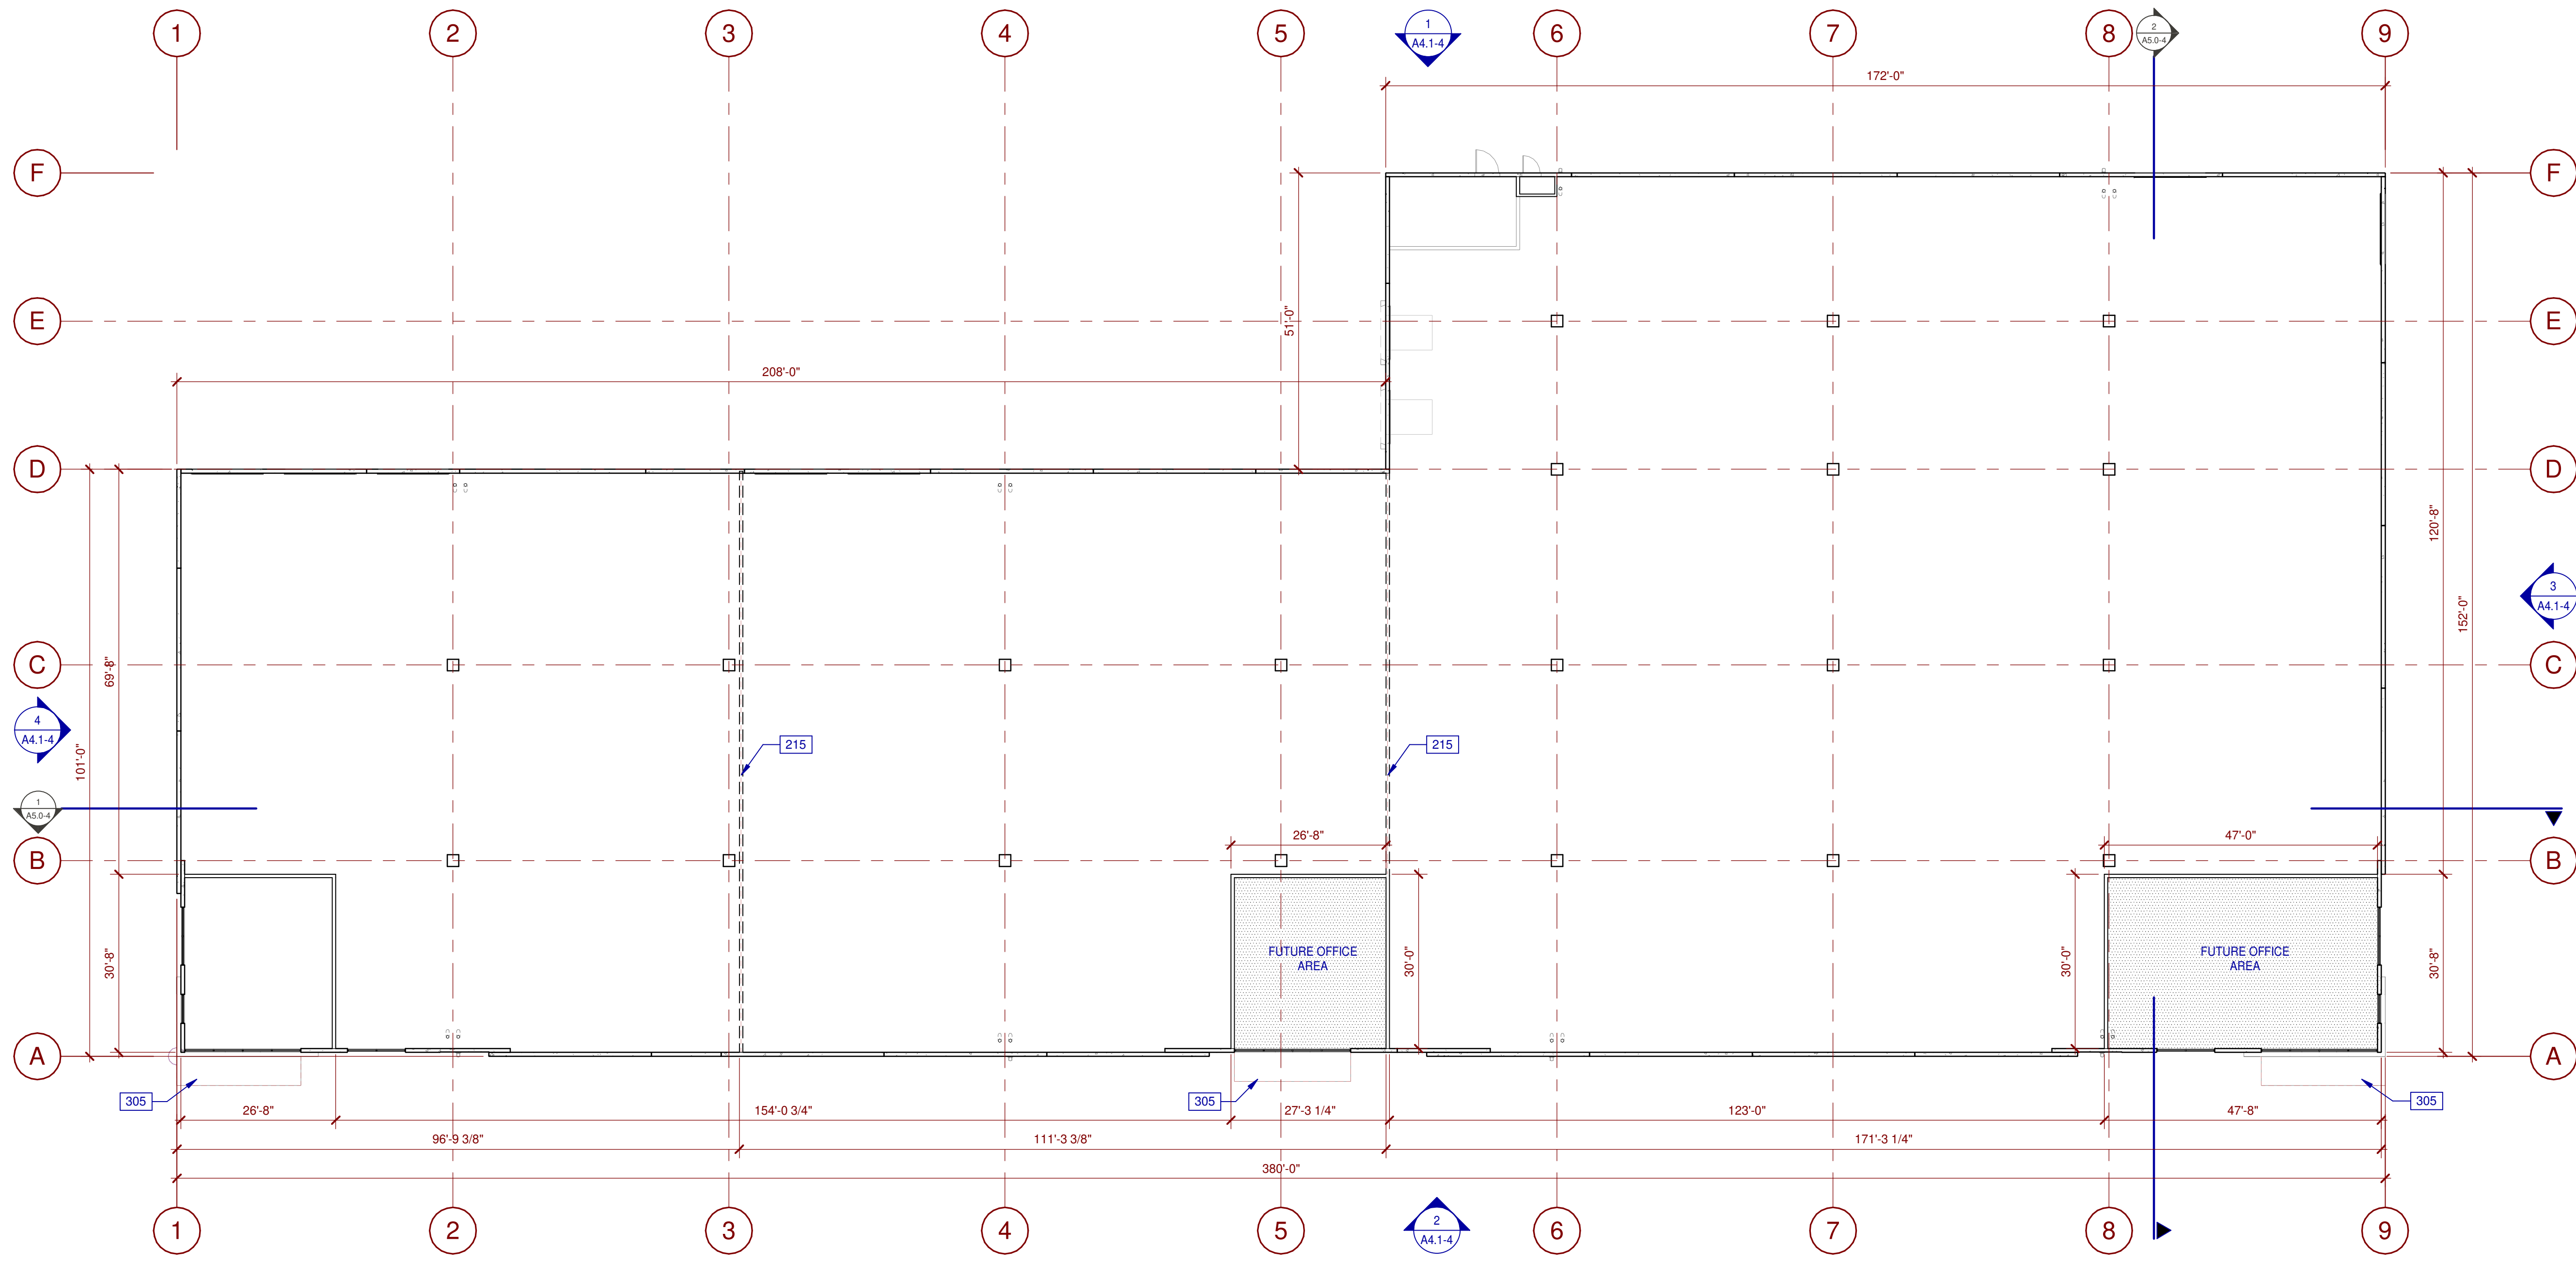 1 2 3 4 5 6 7 8 9
1
A4.1-4
2
A5.0-4
172'-0"
F F
E E
51'-0"
208'-0"
D D
120'-8"
152'-0"
3
A4.1-4
C C
69'-8"
4
A4.1-4
101'-0"
215 215
1
A5.0-4
26'-8" 47'-0"
B B
30'-8" 30'-0" 30'-0" 30'-8"
FUTURE OFFICE
AREA
FUTURE OFFICE
AREA
A A
305 305 305
26'-8" 154'-0 3/4" 27'-3 1/4" 123'-0" 47'-8"
96'-9 3/8" 111'-3 3/8" 171'-3 1/4"
380'-0"
1 2 3 4 5 6 7 8 9
2
A4.1-4